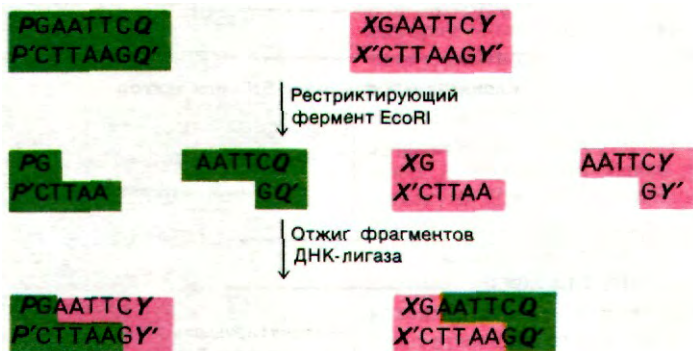 PGAATTCQ XGAATTCY
P'CTTAAGQ' X'CTTAAGY'
Рестриктирующий
фермент EcoRI
PG AATTCQ XG AATTCY
P'CTTAA GQ' X'CTTAA GY'
Отжиг фрагментов
ДНК-лигаза
PGAATTCY XGAATTCQ
P'CTTAAGY' X'CTTAAGQ'